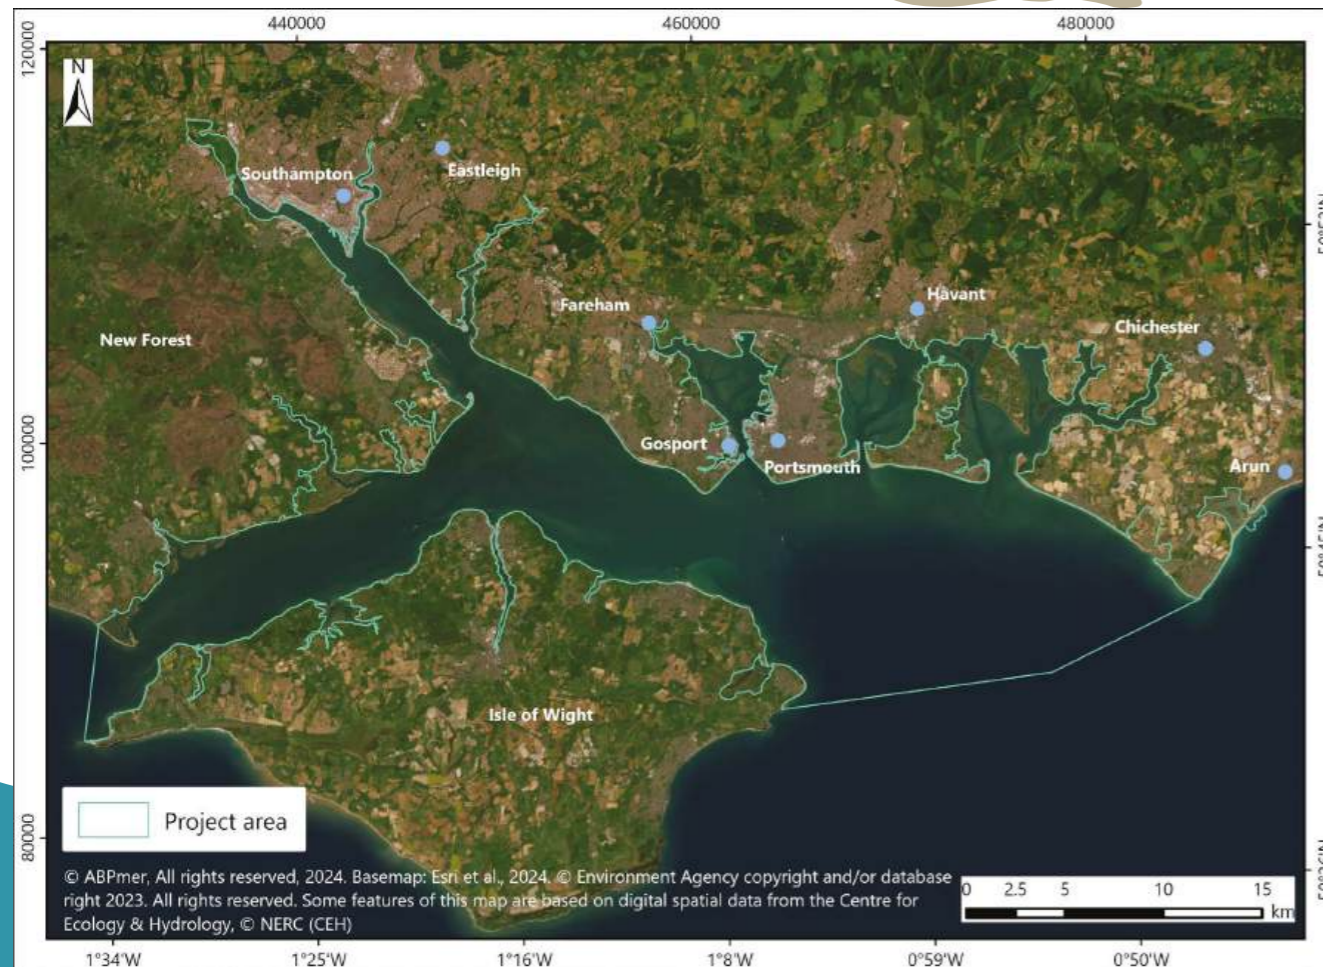 440000
460000
480000
120000
N
Southampton
Eastleigh
Fareham
Havant
Chichester
New Forest
100000
Gosport
Portsmouth
Arun
Isle of Wight
80000
Project area
© ABPmer, All rights reserved, 2024. Basemap: Esri et al., 2024. © Environment Agency copyright and/or database
right 2023. All rights reserved. Some features of this map are based on digital spatial data from the Centre for
Ecology & Hydrology, © NERC (CEH)
0 2.5 5 10 15
km
1°34'W
1°25'W
1°16'W
1°8'W
0°59'W
0°50'W